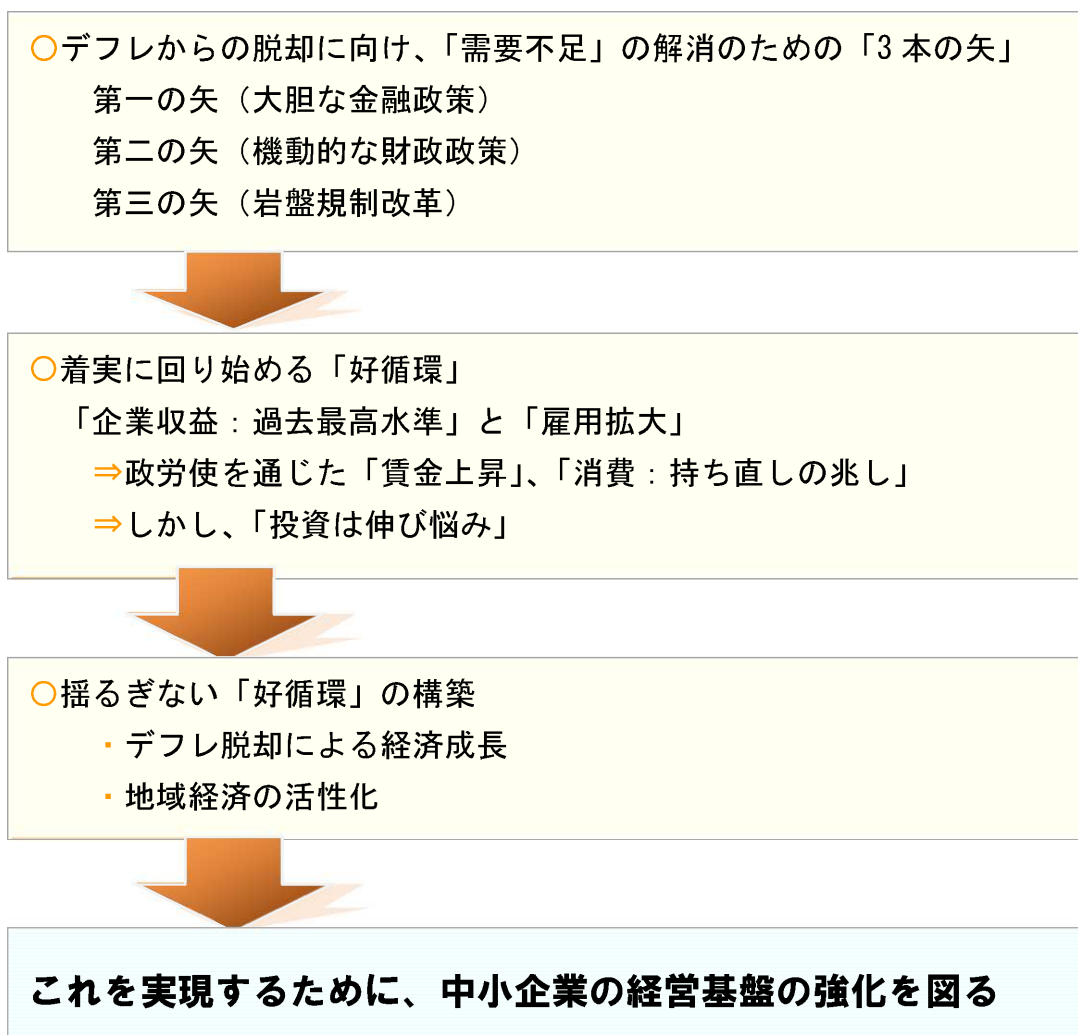 ○デフレからの脱却に向け、「需要不足」の解消のための「3本の矢」
第一の矢（大胆な金融政策）
第二の矢（機動的な財政政策）
第三の矢（岩盤規制改革）
○着実に回り始める「好循環」
「企業収益：過去最高水準」と「雇用拡大」
⇒政労使を通じた「賃金上昇」、「消費：持ち直しの兆し」
⇒しかし、「投資は伸び悩み」
○揺るぎない「好循環」の構築
・デフレ脱却による経済成長
・地域経済の活性化
これを実現するために、中小企業の経営基盤の強化を図る